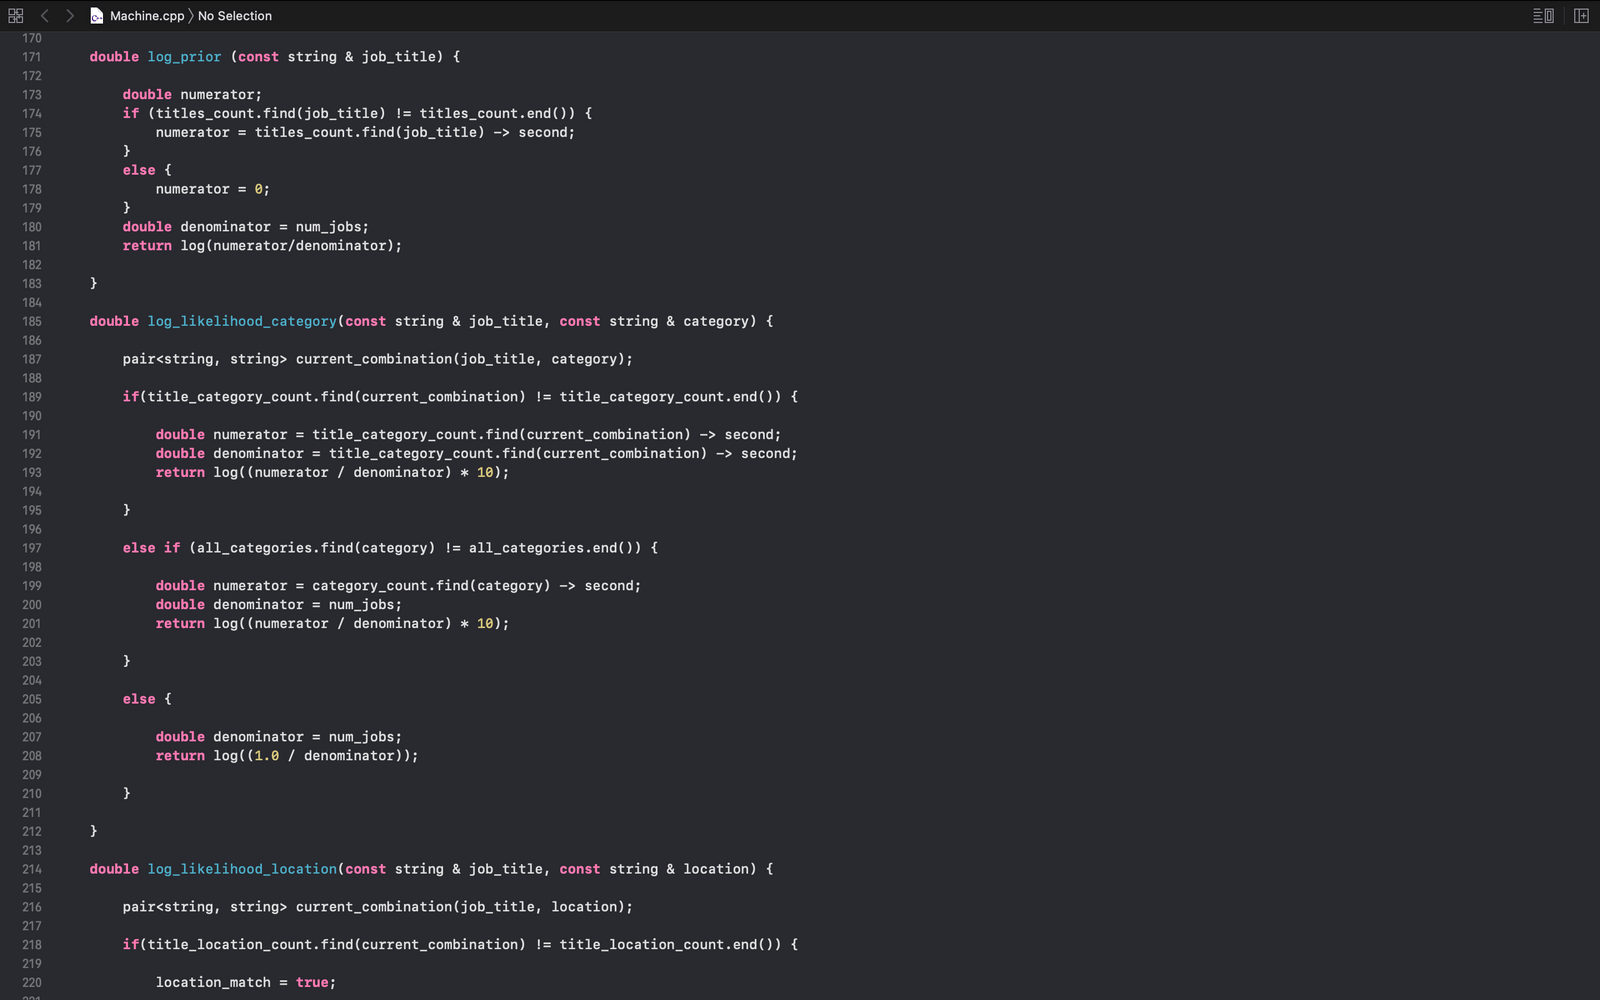 Machine.cpp 〉 No Selection
170
171 double log_prior (const string & job_title) {
172
173 double numerator;
174 if (titles_count.find(job_title) != titles_count.end()) {
175 numerator = titles_count.find(job_title) -> second;
176 }
177 else {
178 numerator = 0;
179 }
180 double denominator = num_jobs;
181 return log(numerator/denominator);
182
183 }
184
185 double log_likelihood_category(const string & job_title, const string & category) {
186
187 pair<string, string> current_combination(job_title, category);
188
189 if(title_category_count.find(current_combination) != title_category_count.end()) {
190
191 double numerator = title_category_count.find(current_combination) -> second;
192 double denominator = title_category_count.find(current_combination) -> second;
193 return log((numerator / denominator) * 10);
194
195 }
196
197 else if (all_categories.find(category) != all_categories.end()) {
198
199 double numerator = category_count.find(category) -> second;
200 double denominator = num_jobs;
201 return log((numerator / denominator) * 10);
202
203 }
204
205 else {
206
207 double denominator = num_jobs;
208 return log((1.0 / denominator));
209
210 }
211
212 }
213
214 double log_likelihood_location(const string & job_title, const string & location) {
215
216 pair<string, string> current_combination(job_title, location);
217
218 if(title_location_count.find(current_combination) != title_location_count.end()) {
219
220 location_match = true;